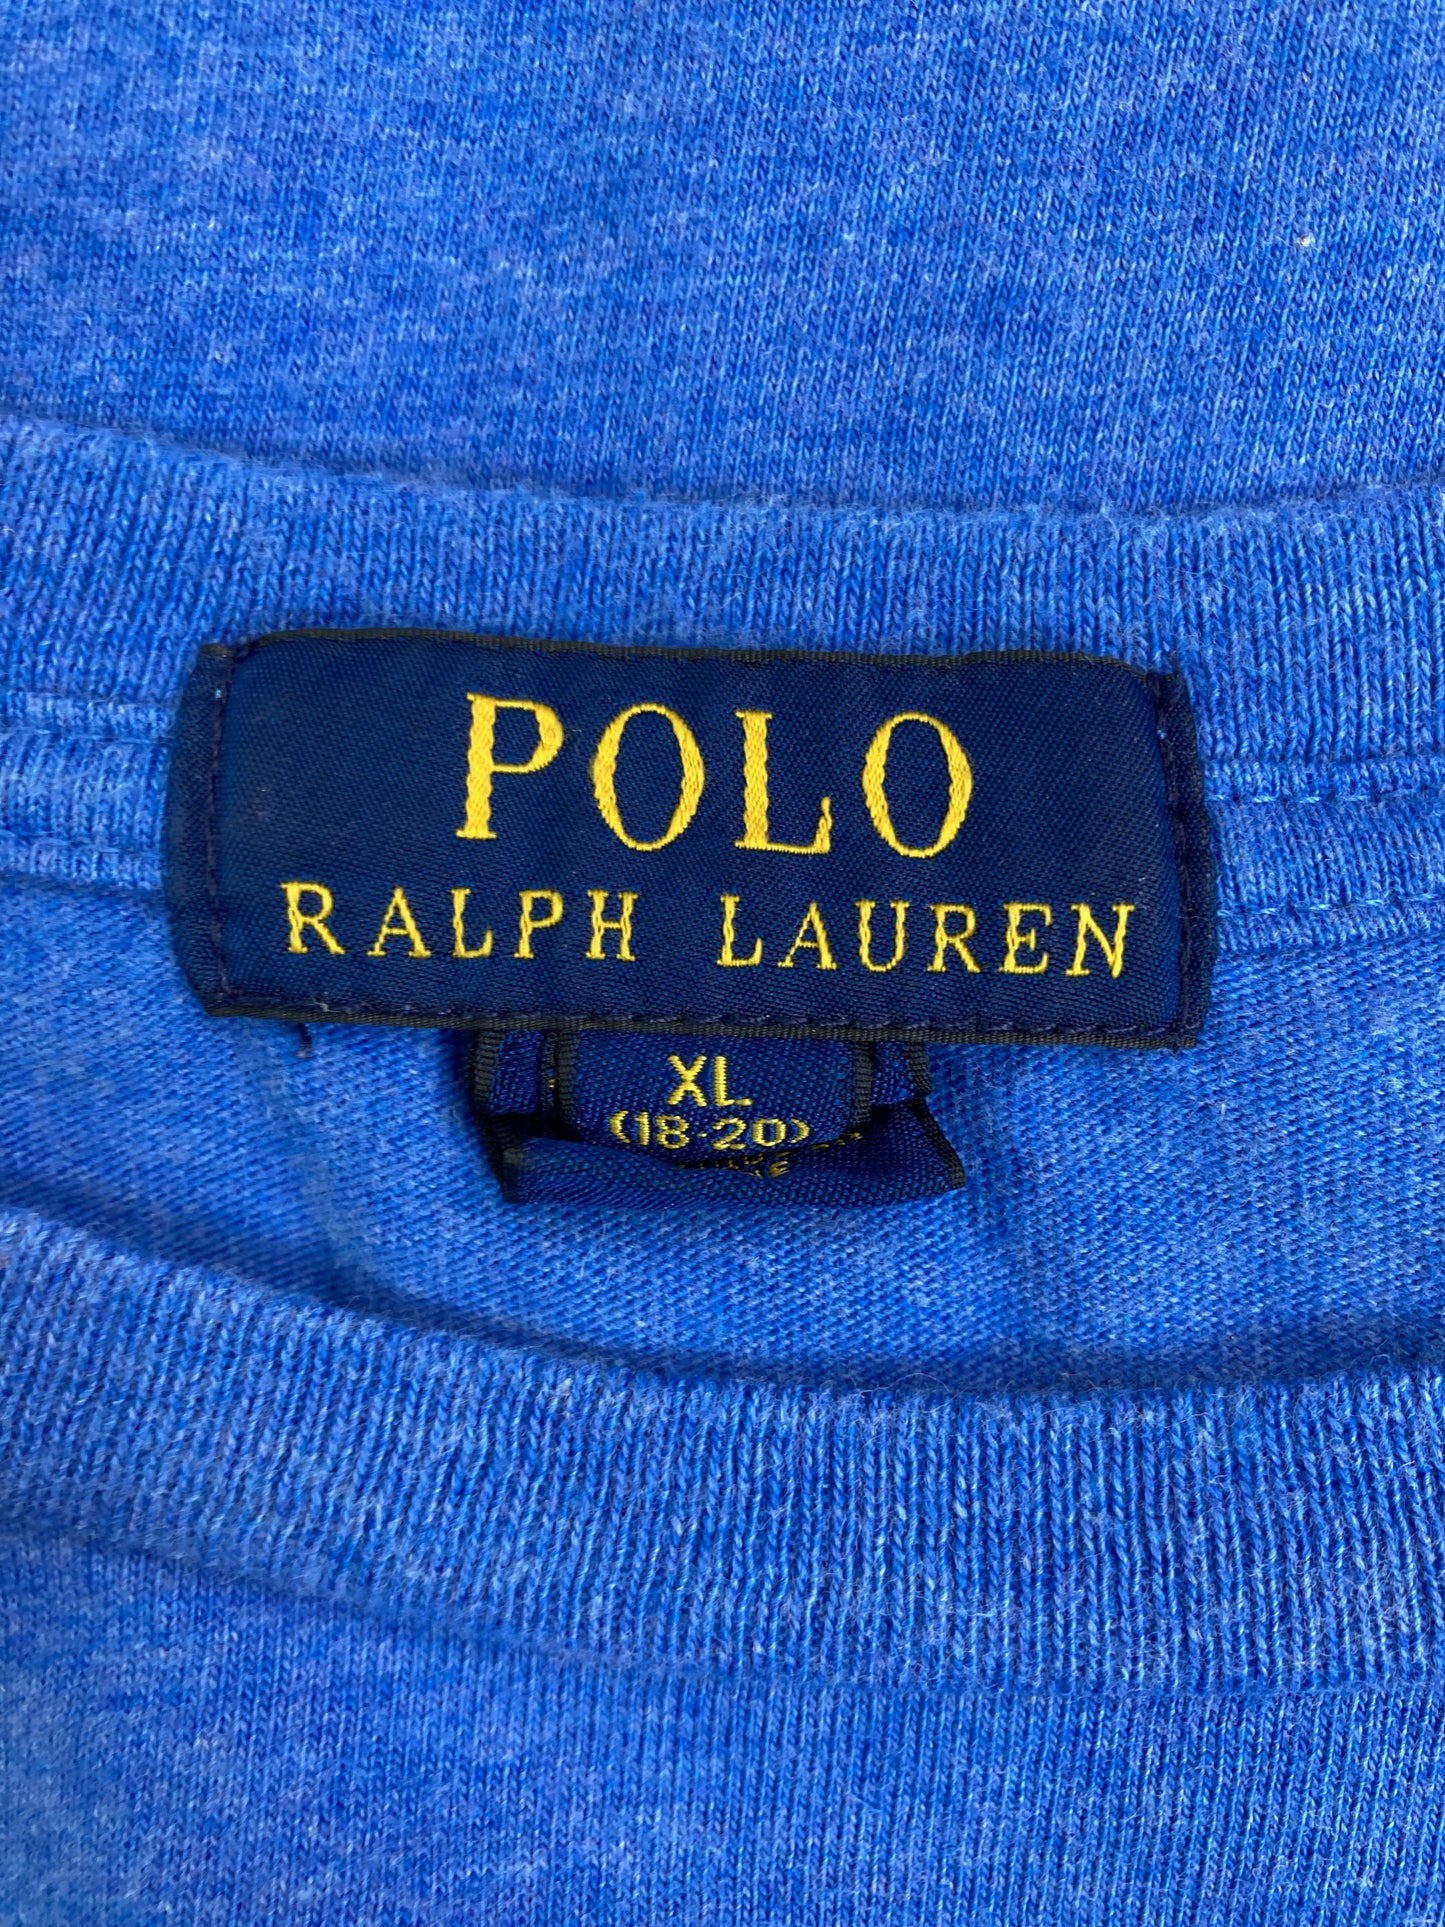 POLO
RALPH LAUREN
XL
(18-20)